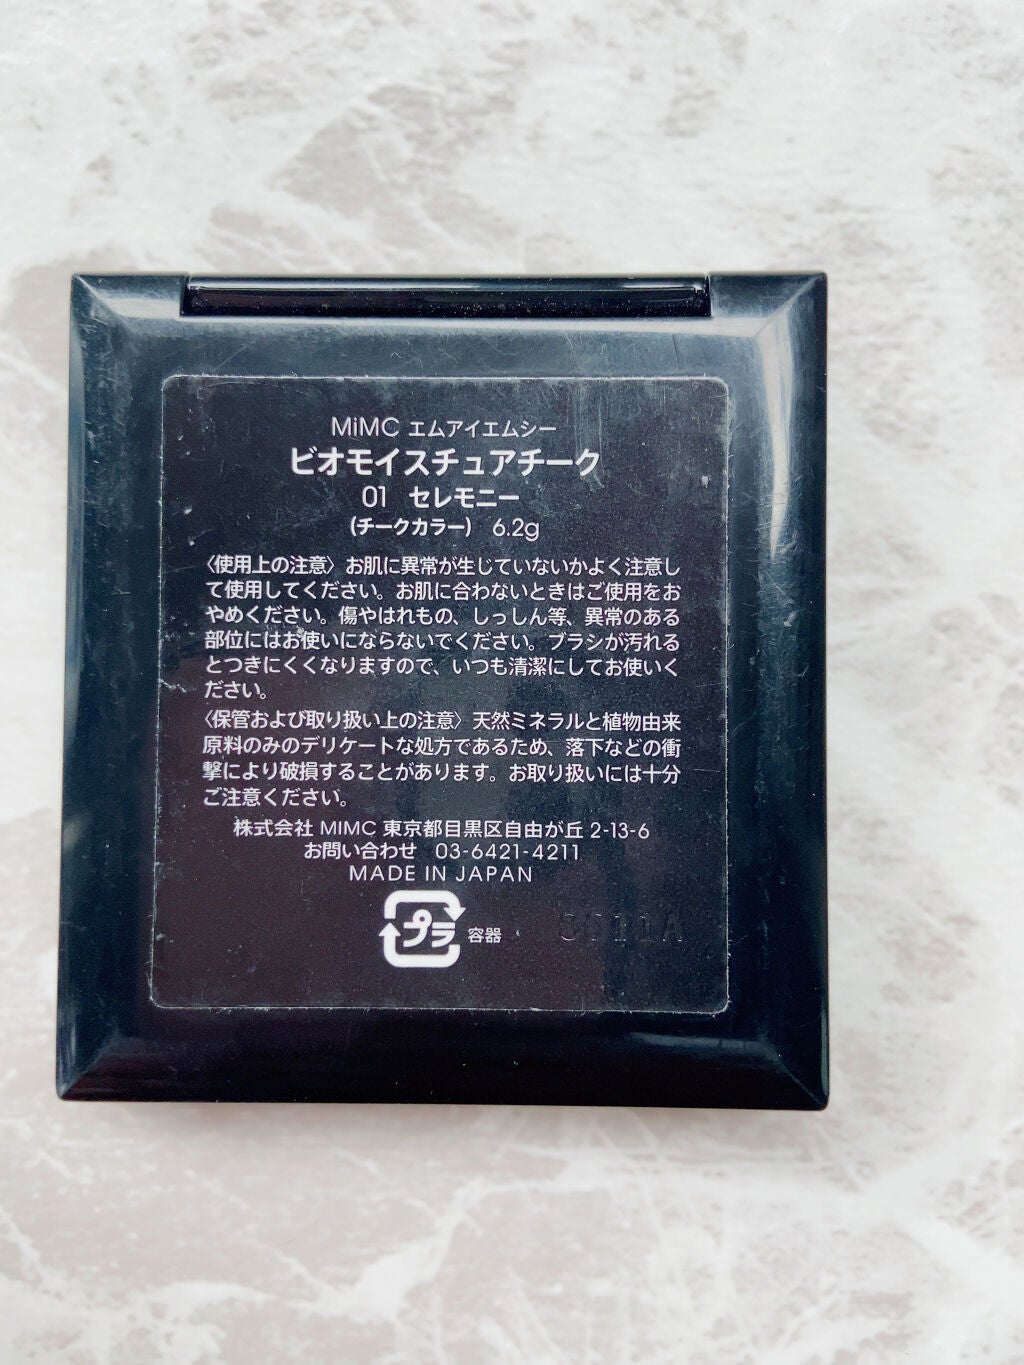 MiMC エムアイエムシー
ビオモイスチュアチーク
01 セレモニー
(チークカラー) 6.2g
〈使用上の注意〉お肌に異常が生じていないかよく注意し
て使用してください。お肌に合わないときはご使用をお
やめください。傷やはれもの、しっしん等、異常のある
部位にはお使いにならないでください。ブラシが汚れる
とつきにくくなりますので、いつも清潔にしてお使いく
ださい。
〈保管および取り扱い上の注意〉天然ミネラルと植物由来
原料のみのデリケートな処方であるため、落下などの衝
撃により破損することがあります。お取り扱いには十分
ご注意ください。
株式会社 MIMC 東京都目黒区自由が丘 2-13-6
お問い合わせ 03-6421-4211
MADE IN JAPAN
プラ 容器